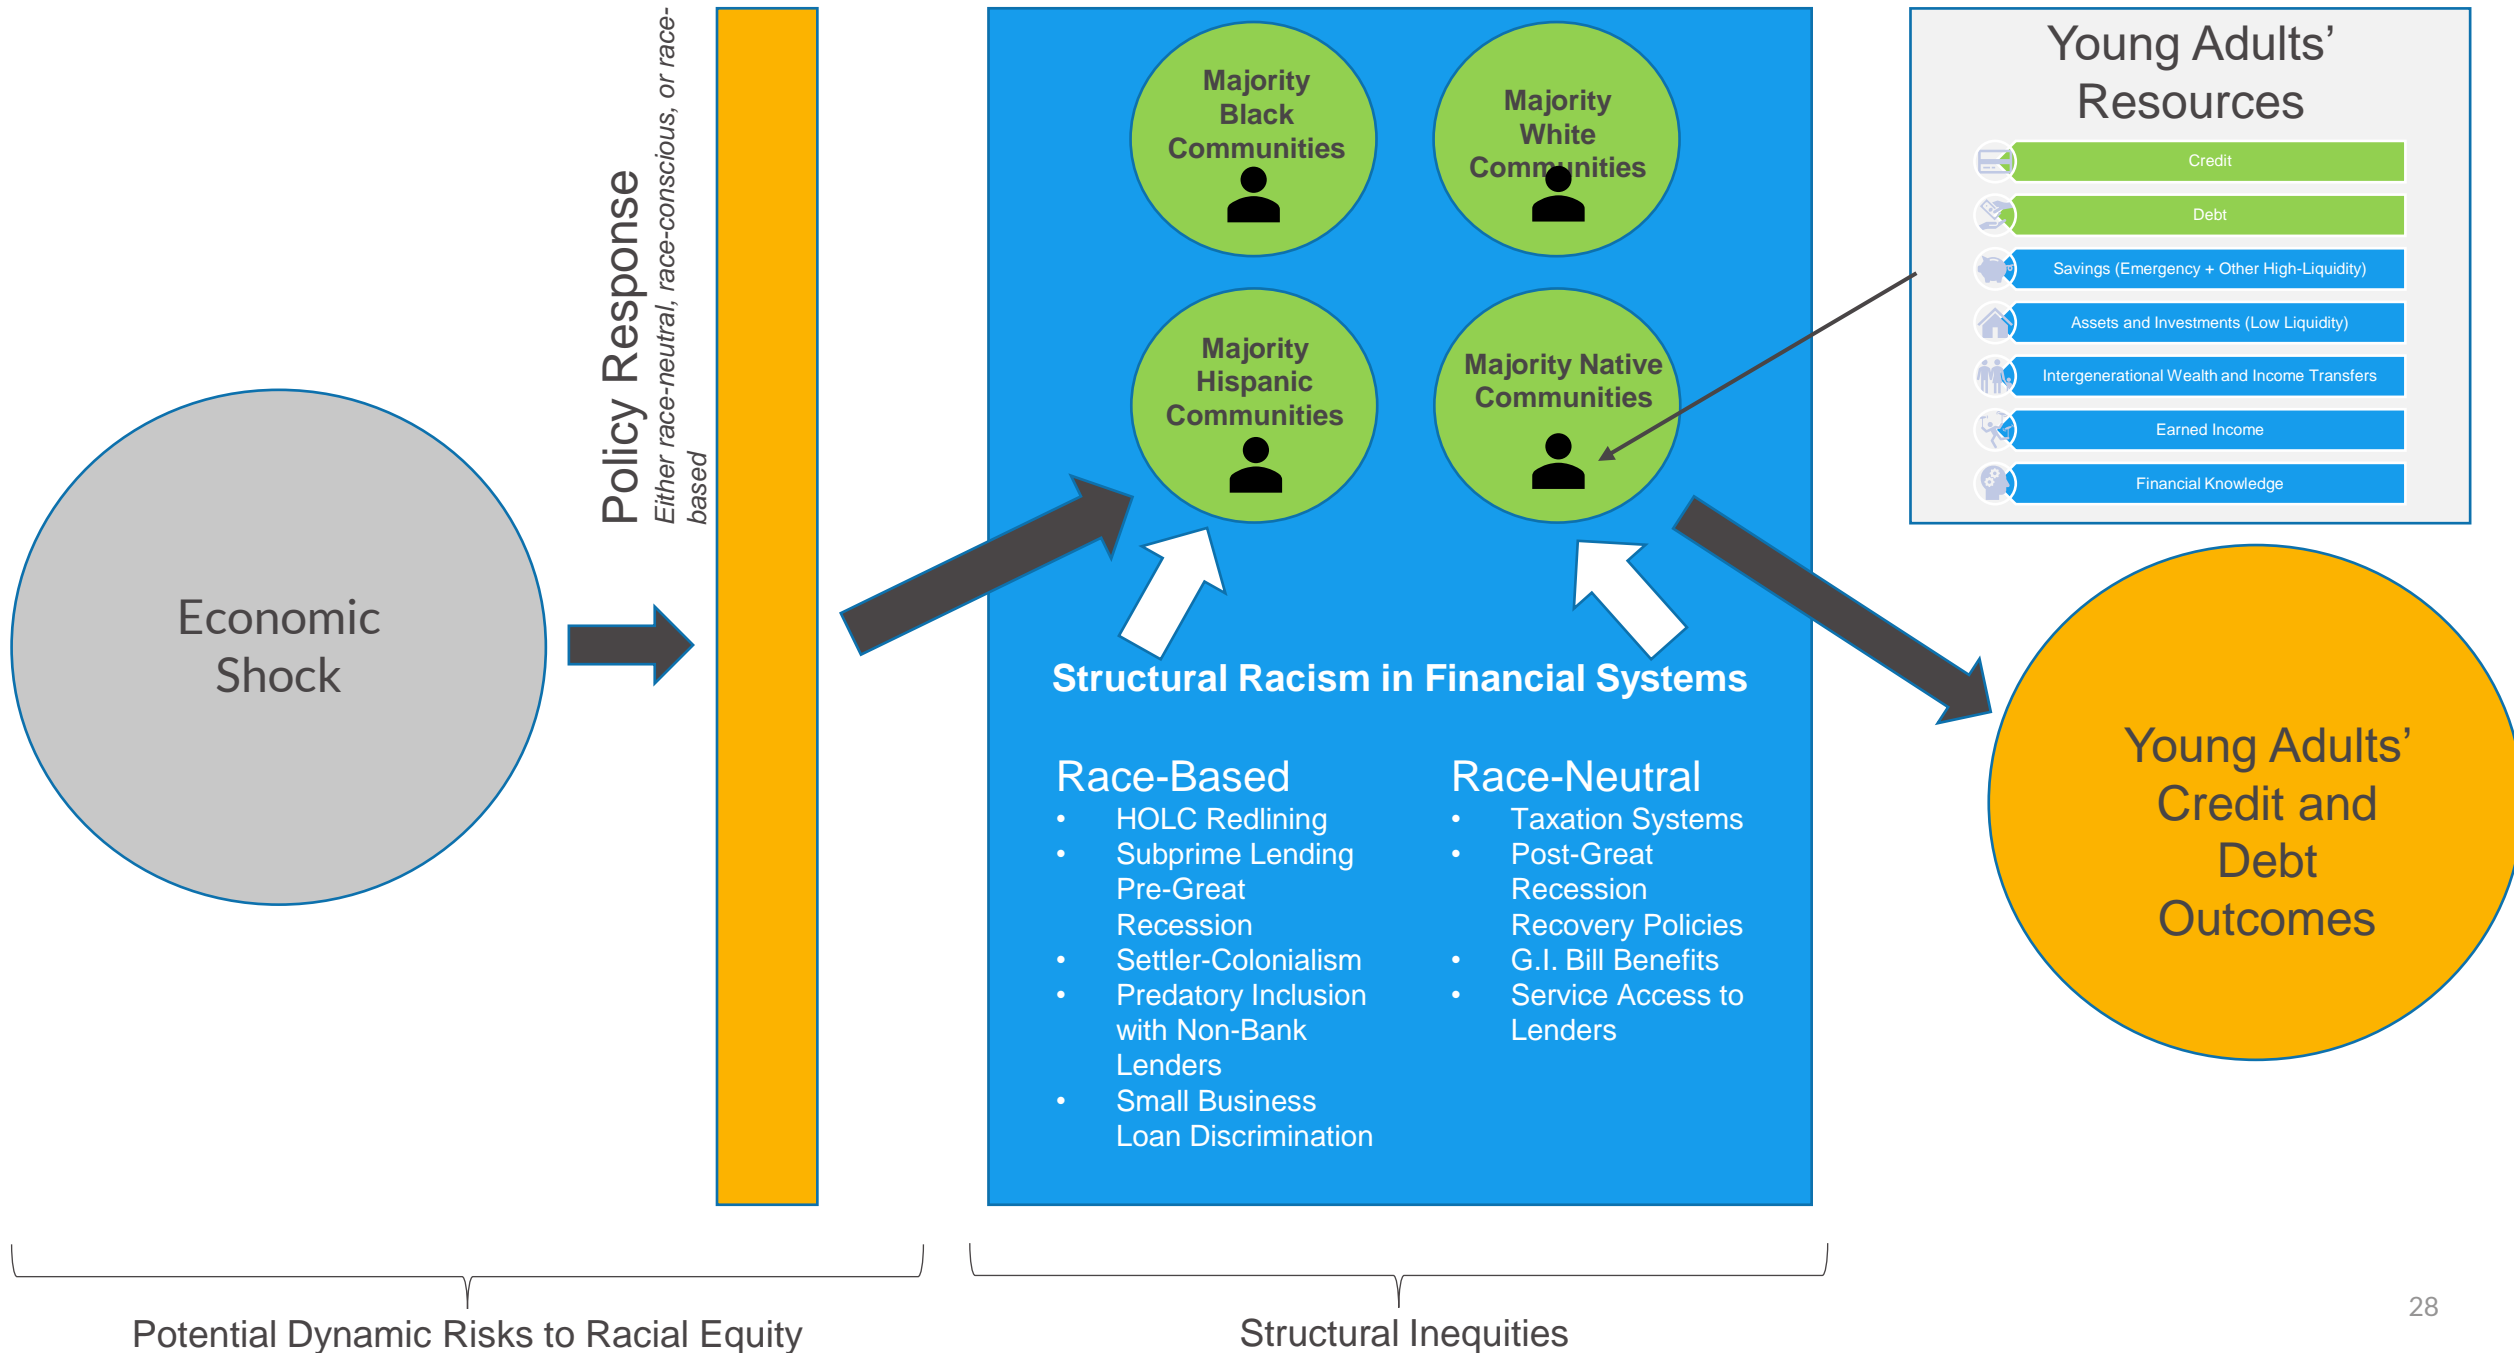 Economic
Shock
Policy Response
Either race-neutral, race-conscious, or race-
based
Majority
Black
Communities
Majority
White
Communities
Majority
Hispanic
Communities
Majority Native
Communities
Structural Racism in Financial Systems
Race-Based
• HOLC Redlining
• Subprime Lending
Pre-Great
Recession
• Settler-Colonialism
• Predatory Inclusion
with Non-Bank
Lenders
• Small Business
Loan Discrimination
Race-Neutral
• Taxation Systems
• Post-Great
Recession
Recovery Policies
• G.I. Bill Benefits
• Service Access to
Lenders
Young Adults’
Resources
Credit
Debt
Savings (Emergency + Other High-Liquidity)
Assets and Investments (Low Liquidity)
Intergenerational Wealth and Income Transfers
Earned Income
Financial Knowledge
Young Adults’
Credit and
Debt
Outcomes
Potential Dynamic Risks to Racial Equity
Structural Inequities
28